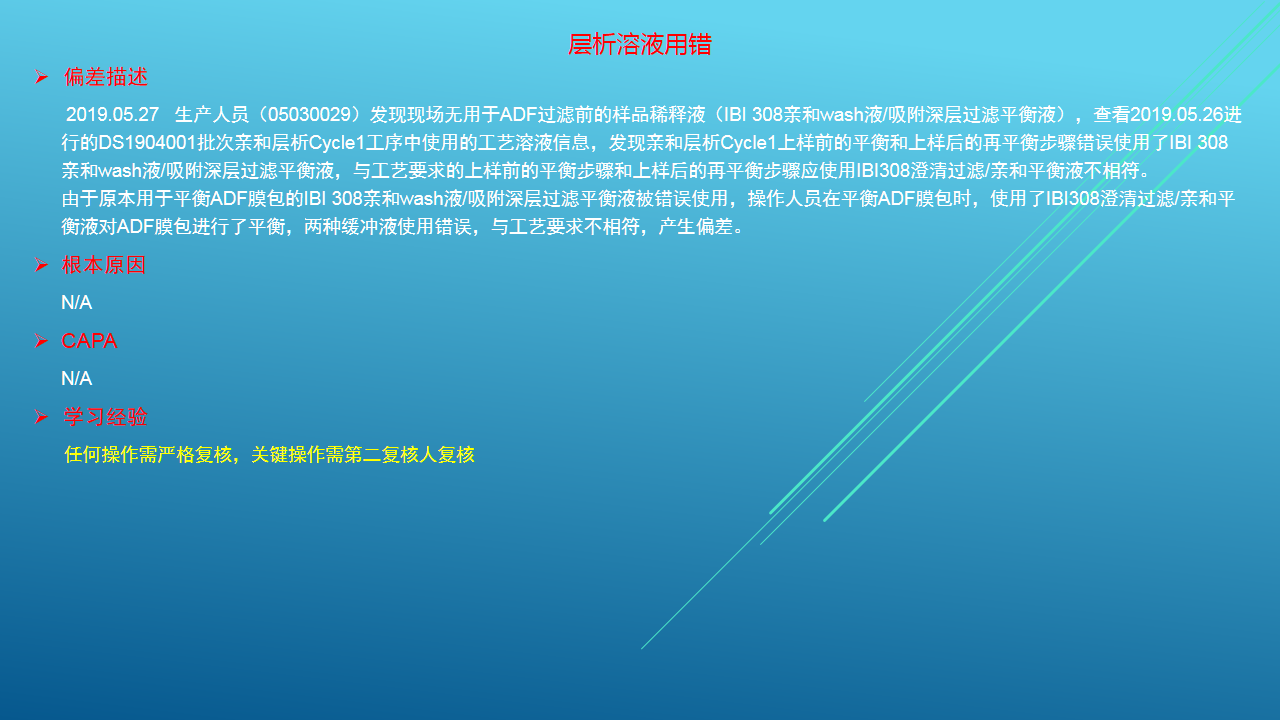 层析溶液用错
偏差描述
2019.05.27 生产人员（05030029）发现现场无用于ADF过滤前的样品稀释液（IBI 308亲和wash液/吸附深层过滤平衡液），查看2019.05.26进
行的DS1904001批次亲和层析Cycle1工序中使用的工艺溶液信息，发现亲和层析Cycle1上样前的平衡和上样后的再平衡步骤错误使用了IBI 308
亲和wash液/吸附深层过滤平衡液，与工艺要求的上样前的平衡步骤和上样后的再平衡步骤应使用IBI308澄清过滤/亲和平衡液不相符。
由于原本用于平衡ADF膜包的IBI 308亲和wash液/吸附深层过滤平衡液被错误使用，操作人员在平衡ADF膜包时，使用了IBI308澄清过滤/亲和平
衡液对ADF膜包进行了平衡，两种缓冲液使用错误，与工艺要求不相符，产生偏差。
根本原因
N/A
CAPA
N/A
学习经验
任何操作需严格复核，关键操作需第二复核人复核